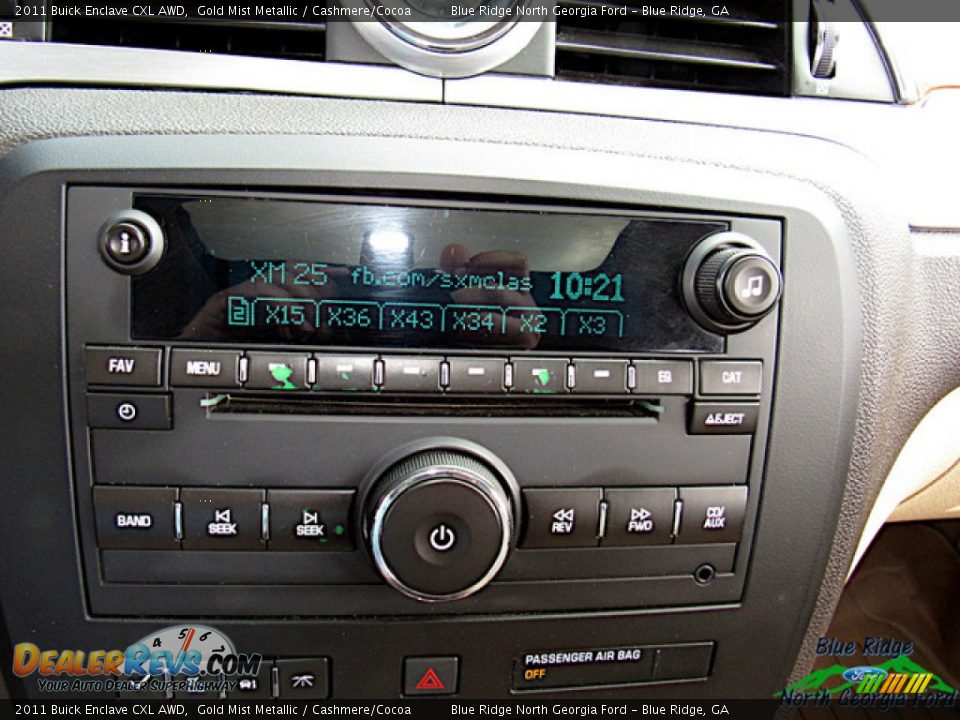 2011 Buick Enclave CXL AWD, Gold Mist Metallic / Cashmere/Cocoa Blue Ridge North Georgia Ford - Blue Ridge, GA
i
XM 25 fb.com/sxmclas 10:21
2 X15 X36 X43 X34 X2 X3
FAV MENU EQ CAT
EJECT
BAND SEEK SEEK REV FWD CD/AUX
PASSENGER AIR BAG
OFF
4 5 6
DealerRevs.com
Your Auto Dealer SuperHighway
Blue Ridge
Ford
North Georgia Ford
2011 Buick Enclave CXL AWD, Gold Mist Metallic / Cashmere/Cocoa Blue Ridge North Georgia Ford - Blue Ridge, GA